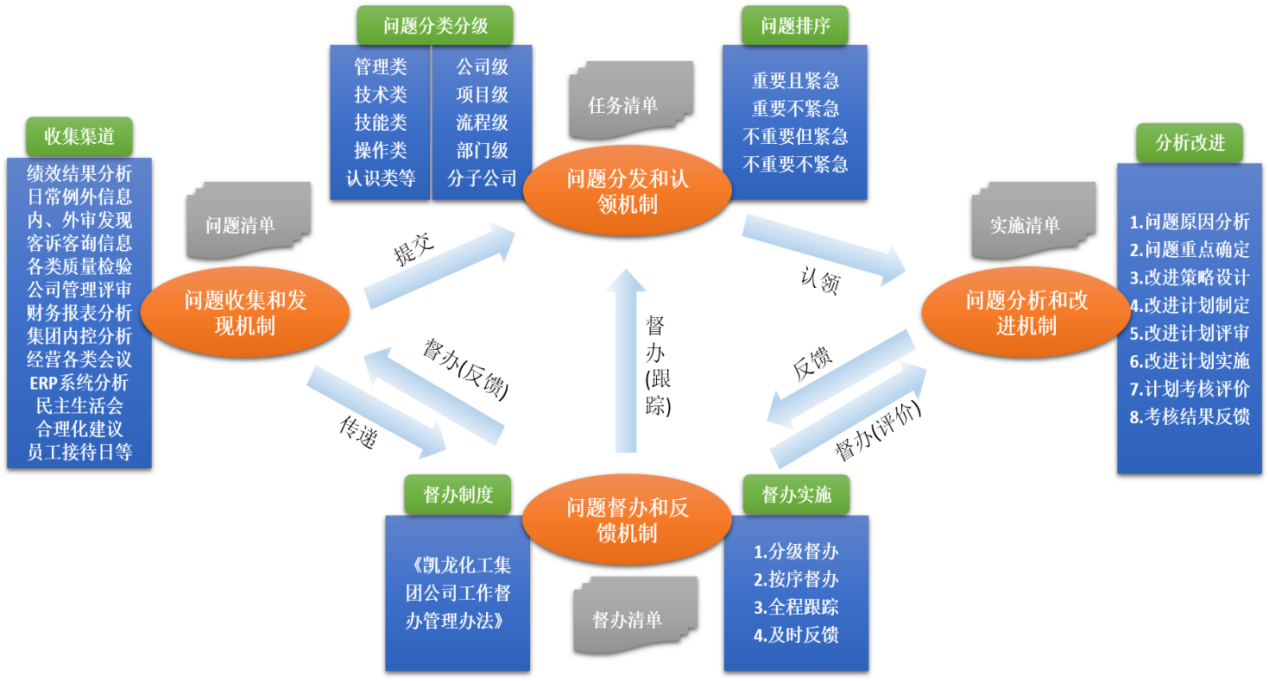 收集渠道
绩效结果分析
日常例外信息
内、外审发现
客诉客询信息
各类质量检验
公司管理评审
财务报表分析
集团内控分析
经营各类会议
ERP系统分析
民主生活会
合理化建议
员工接待日等
问题清单
问题收集和发
现机制
提交
督办(反馈)
传递
问题分类分级
管理类
技术类
技能类
操作类
认识类等
公司级
项目级
流程级
部门级
分子公司
任务清单
问题分发和认
领机制
问题排序
重要且紧急
重要不紧急
不重要但紧急
不重要不紧急
认领
督办(跟踪)
反馈
督办(评价)
实施清单
问题分析和改
进机制
分析改进
1.问题原因分析
2.问题重点确定
3.改进策略设计
4.改进计划制定
5.改进计划评审
6.改进计划实施
7.计划考核评价
8.考核结果反馈
督办制度
《凯龙化工集
团公司工作督
办管理办法》
问题督办和反
馈机制
督办清单
督办实施
1.分级督办
2.按序督办
3.全程跟踪
4.及时反馈